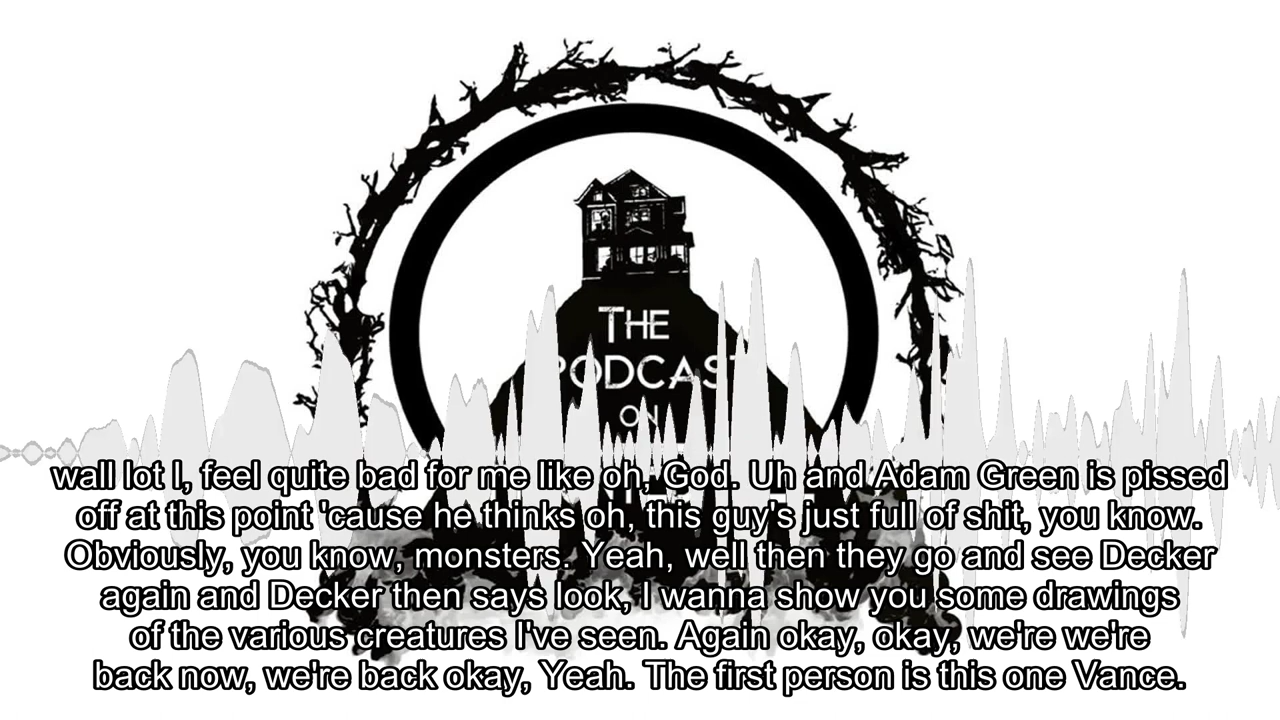 THE
PODCAST
ON
wall lot I, feel quite bad for me like oh, God. Uh and Adam Green is pissed
off at this point 'cause he thinks oh, this guy's just full of shit, you know.
Obviously, you know, monsters. Yeah, well then they go and see Decker
again and Decker then says look, I wanna show you some drawings
of the various creatures I've seen. Again okay, okay, we're we're
back now, we're back okay, Yeah. The first person is this one Vance.